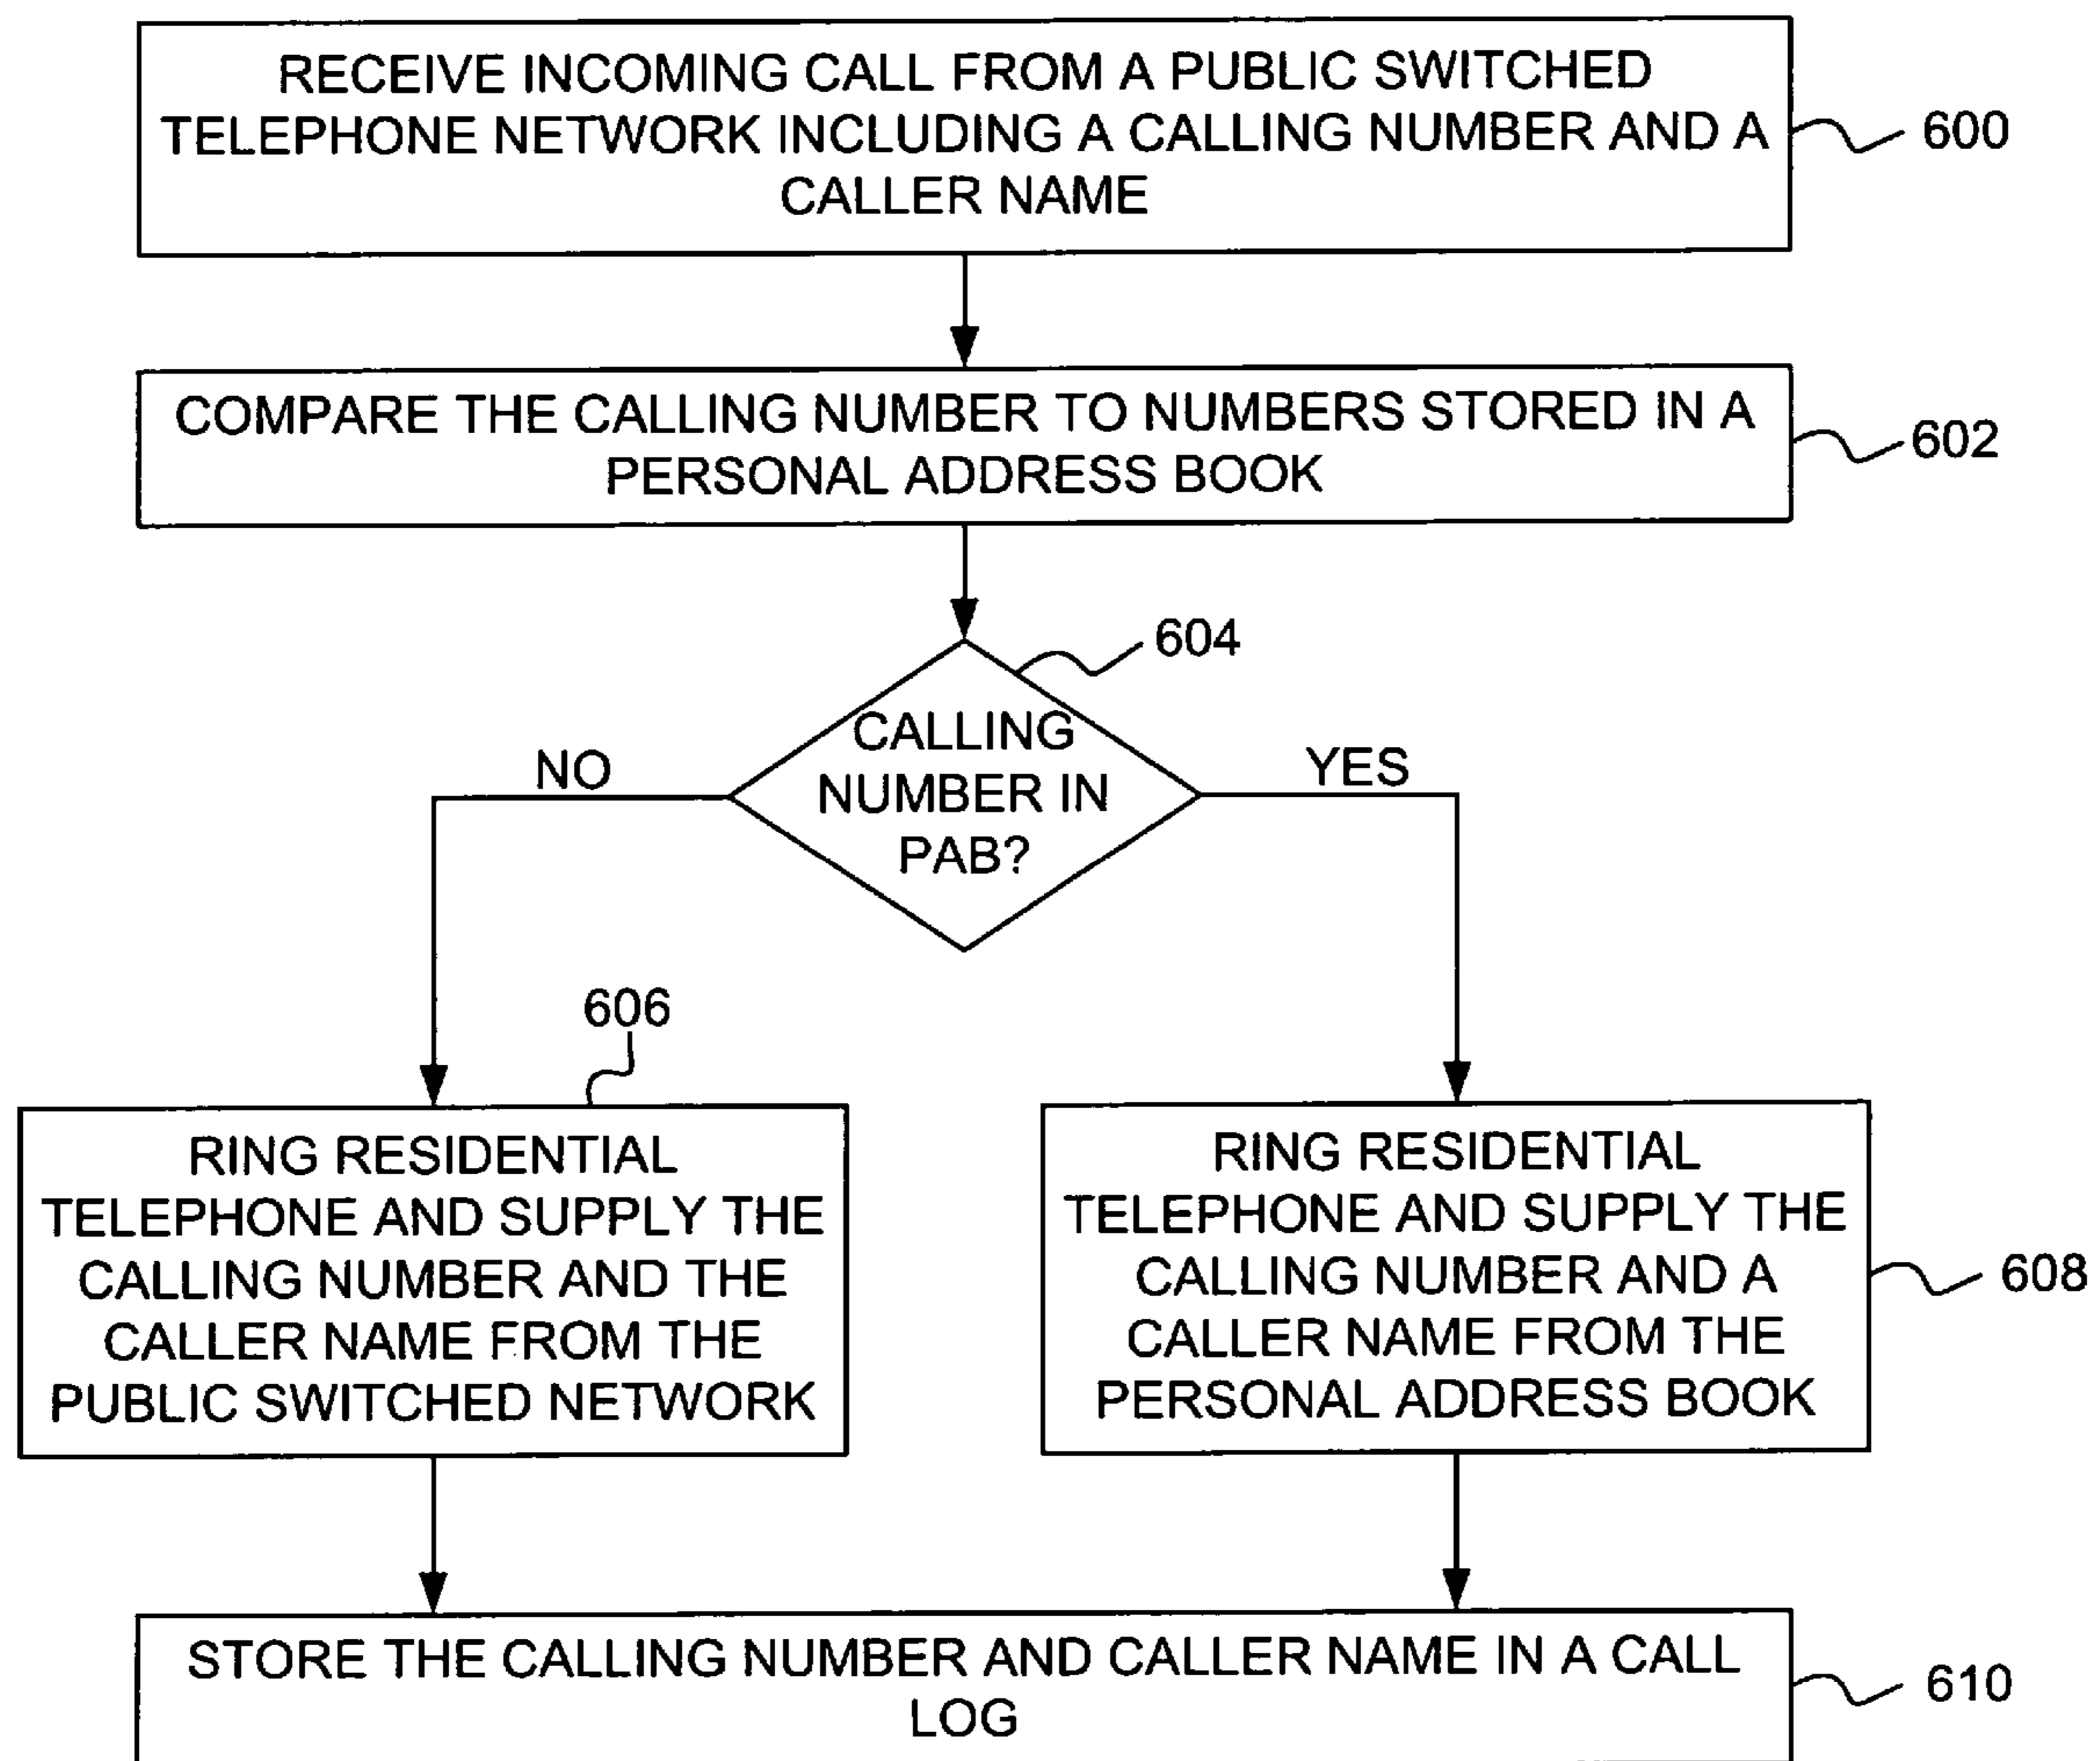 RECEIVE INCOMING CALL FROM A PUBLIC SWITCHED
TELEPHONE NETWORK INCLUDING A CALLING NUMBER AND A
CALLER NAME
600
COMPARE THE CALLING NUMBER TO NUMBERS STORED IN A
PERSONAL ADDRESS BOOK
602
604
CALLING
NUMBER IN
PAB?
NO
YES
606
RING RESIDENTIAL
TELEPHONE AND SUPPLY THE
CALLING NUMBER AND THE
CALLER NAME FROM THE
PUBLIC SWITCHED NETWORK
RING RESIDENTIAL
TELEPHONE AND SUPPLY THE
CALLING NUMBER AND A
CALLER NAME FROM THE
PERSONAL ADDRESS BOOK
608
STORE THE CALLING NUMBER AND CALLER NAME IN A CALL
LOG
610